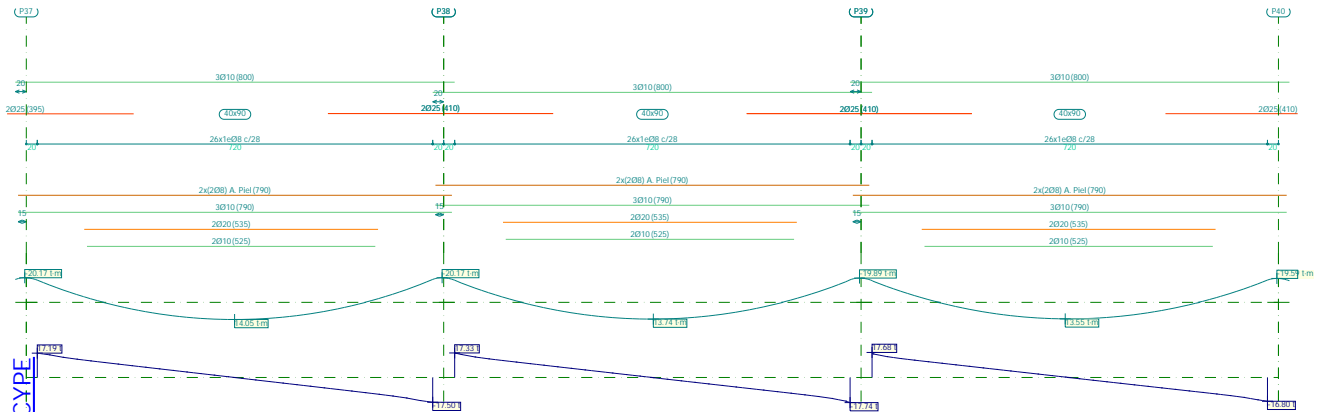 P37 P38 P39 P40
3Ø10 (800) 3Ø10 (800)
20 20
3Ø10 (800)
20
2Ø25 (395) 40x90 2Ø25 (410) 40x90 2Ø25 (410) 40x90 2Ø25 (410)
26x1eØ8 c/28 26x1eØ8 c/28 26x1eØ8 c/28
20 720 20 20 720 20 20 720 20
2x(2Ø8) A. Piel (790)
2x(2Ø8) A. Piel (790) 2x(2Ø8) A. Piel (790)
3Ø10 (790)
15 3Ø10 (790) 15 15 3Ø10 (790)
2Ø20 (535)
2Ø20 (535) 2Ø20 (535)
2Ø10 (525)
2Ø10 (525) 2Ø10 (525)
-20.17 t·m -20.17 t·m -19.89 t·m -19.59 t·m
14.05 t·m 13.74 t·m 13.55 t·m
17.19 t 17.33 t 17.68 t
-17.50 t -17.74 t -16.80 t
CYPE